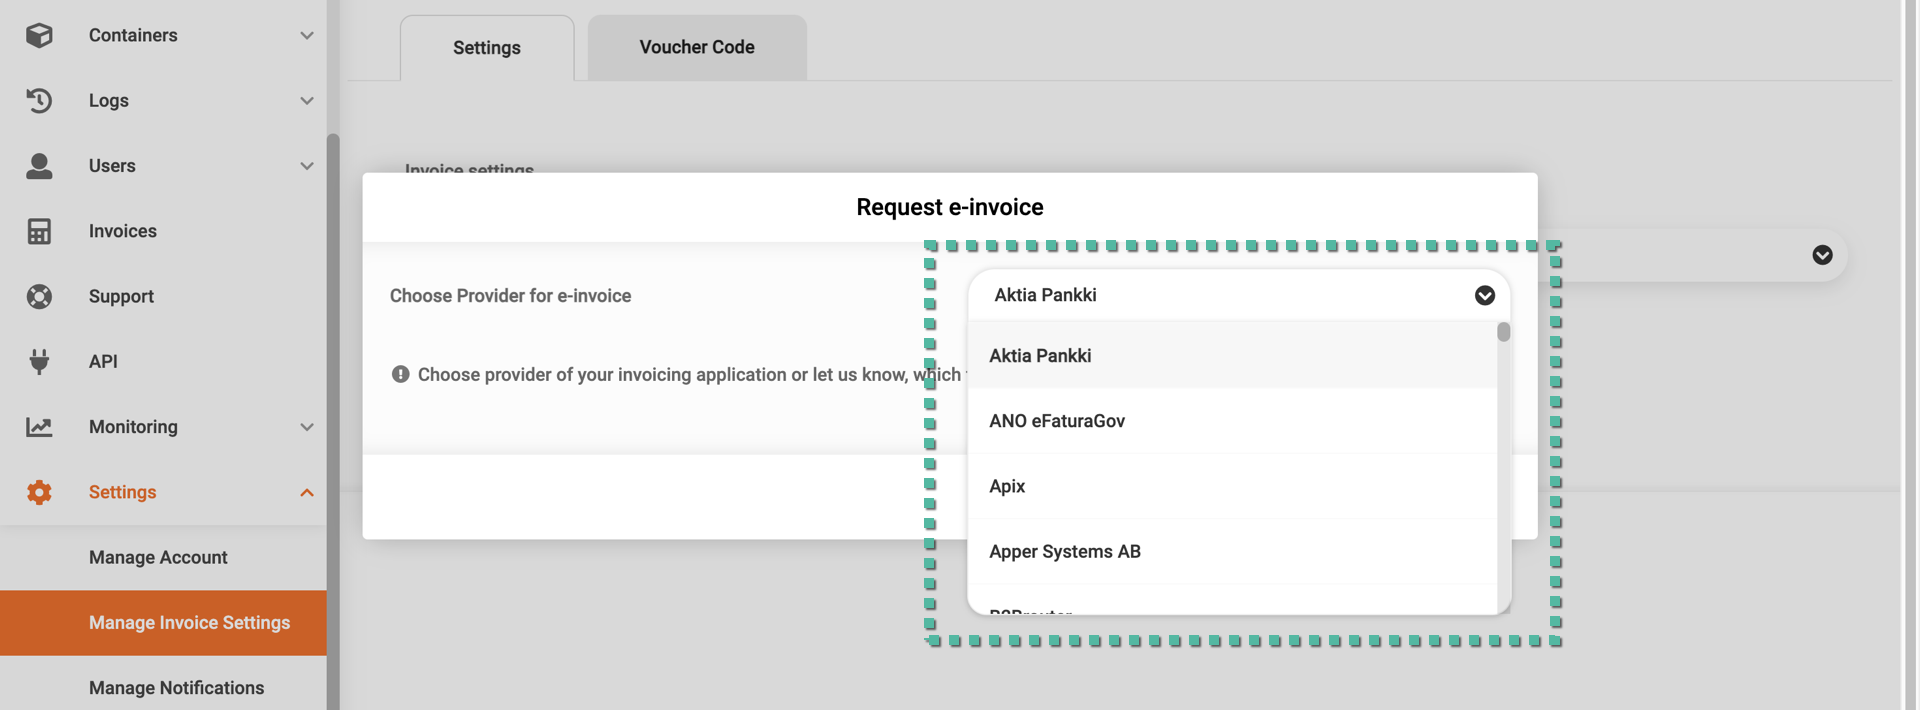 Containers
Logs
Users
Invoices
Support
API
Monitoring
Settings
Manage Account
Manage Invoice Settings
Manage Notifications
Settings
Voucher Code
Invoice settings
Request e-invoice
Choose Provider for e-invoice
Aktia Pankki
Choose provider of your invoicing application or let us know, which
Aktia Pankki
ANO eFaturaGov
Apix
Apper Systems AB